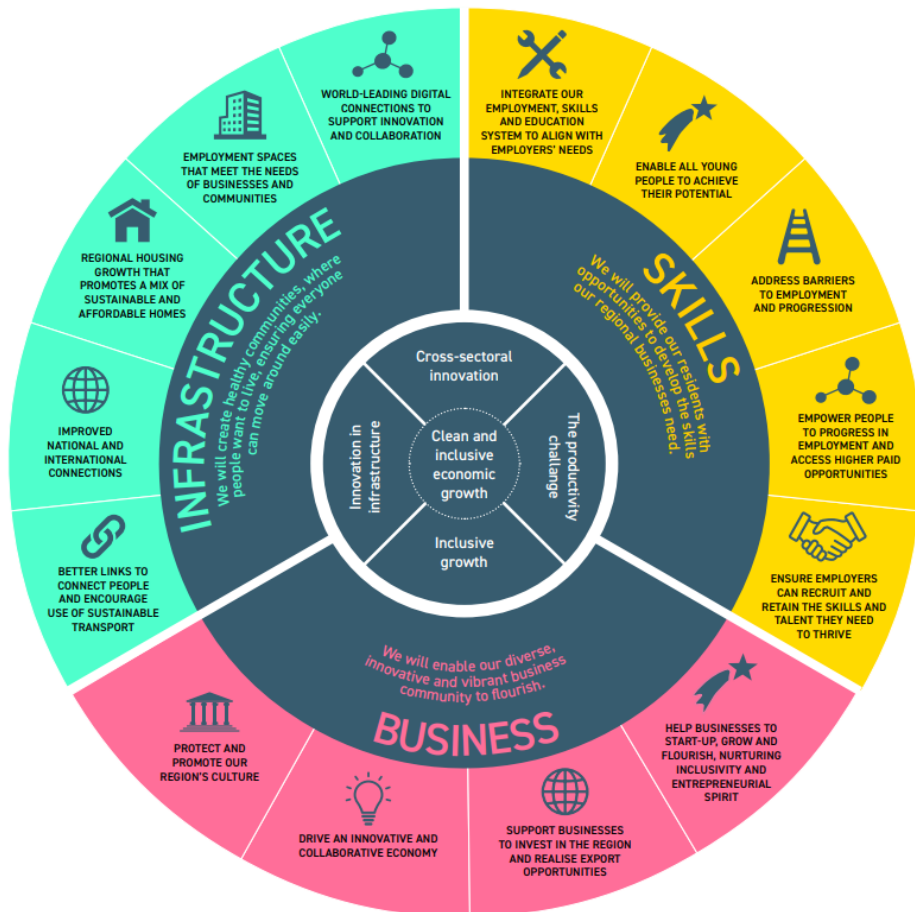 WORLD-LEADING DIGITAL
CONNECTIONS TO
SUPPORT INNOVATION
AND COLLABORATION
EMPLOYMENT SPACES
THAT MEET THE NEEDS
OF BUSINESSES AND
COMMUNITIES
REGIONAL HOUSING
GROWTH THAT
PROMOTES A MIX OF
SUSTAINABLE AND
AFFORDABLE HOMES
IMPROVED
NATIONAL AND
INTERNATIONAL
CONNECTIONS
BETTER LINKS TO
CONNECT PEOPLE
AND ENCOURAGE
USE OF SUSTAINABLE
TRANSPORT
INFRASTRUCTURE
We will create healthy communities, where
people want to live, ensuring everyone
can move around easily.
INTEGRATE OUR
EMPLOYMENT, SKILLS
AND EDUCATION
SYSTEM TO ALIGN WITH
EMPLOYERS' NEEDS
ENABLE ALL YOUNG
PEOPLE TO ACHIEVE
THEIR POTENTIAL
ADDRESS BARRIERS
TO EMPLOYMENT
AND PROGRESSION
EMPOWER PEOPLE
TO PROGRESS IN
EMPLOYMENT AND
ACCESS HIGHER PAID
OPPORTUNITIES
ENSURE EMPLOYERS
CAN RECRUIT AND
RETAIN THE SKILLS AND
TALENT THEY NEED
TO THRIVE
SKILLS
We will provide our residents with
opportunities to develop the skills
our regional businesses need.
Cross-sectoral
innovation
Innovation in
infrastructure
Clean and
inclusive
economic
growth
The productivity
challange
Inclusive
growth
We will enable our diverse,
innovative and vibrant business
community to flourish.
BUSINESS
PROTECT AND
PROMOTE OUR
REGION'S CULTURE
DRIVE AN INNOVATIVE AND
COLLABORATIVE ECONOMY
SUPPORT BUSINESSES
TO INVEST IN THE REGION
AND REALISE EXPORT
OPPORTUNITIES
HELP BUSINESSES TO
START-UP, GROW AND
FLOURISH, NURTURING
INCLUSIVITY AND
ENTREPRENEURIAL
SPIRIT